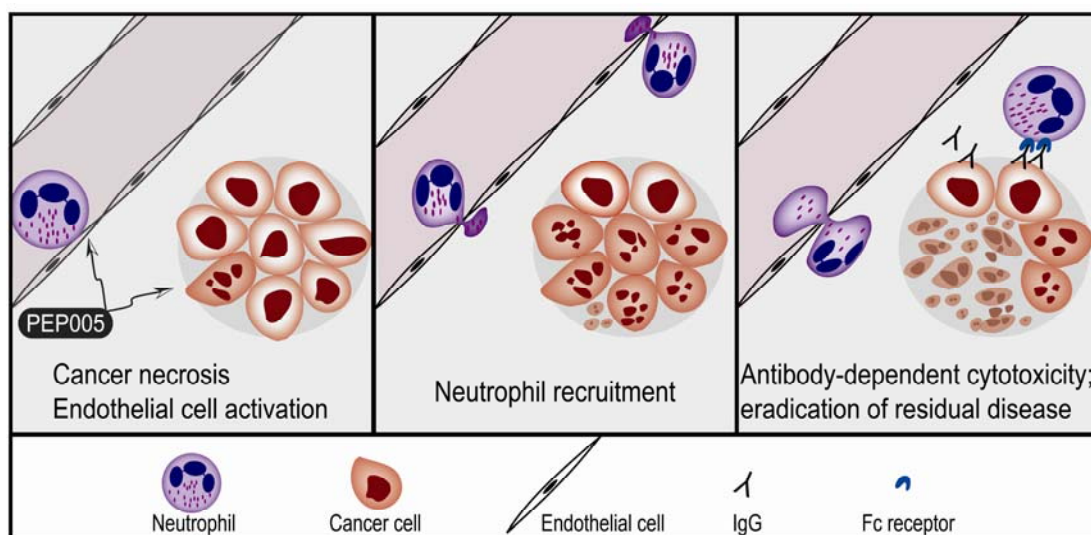 PEP005
Cancer necrosis
Endothelial cell activation
Neutrophil recruitment
Antibody-dependent cytotoxicity;
eradication of residual disease
Neutrophil
Cancer cell
Endothelial cell
IgG
Fc receptor